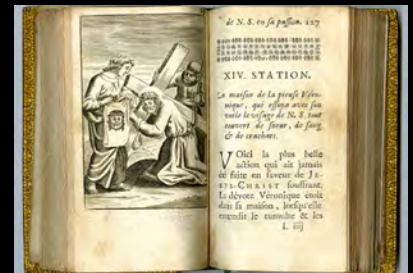 de N. S. en sa passion. 127
XIV. STATION.
La maison de la pieuse Véro-
nique, qui essuya avec son
voile le visage de N. S. tout
couvert de sueur, de sang
& de crachats.
VOici la plus belle
action qui ait jamais
été faite en faveur de JE-
SUS-CHRIST souffrant.
La dévote Véronique étoit
dans sa maison, lorsqu'elle
entendit le tumulte & les
L iiij